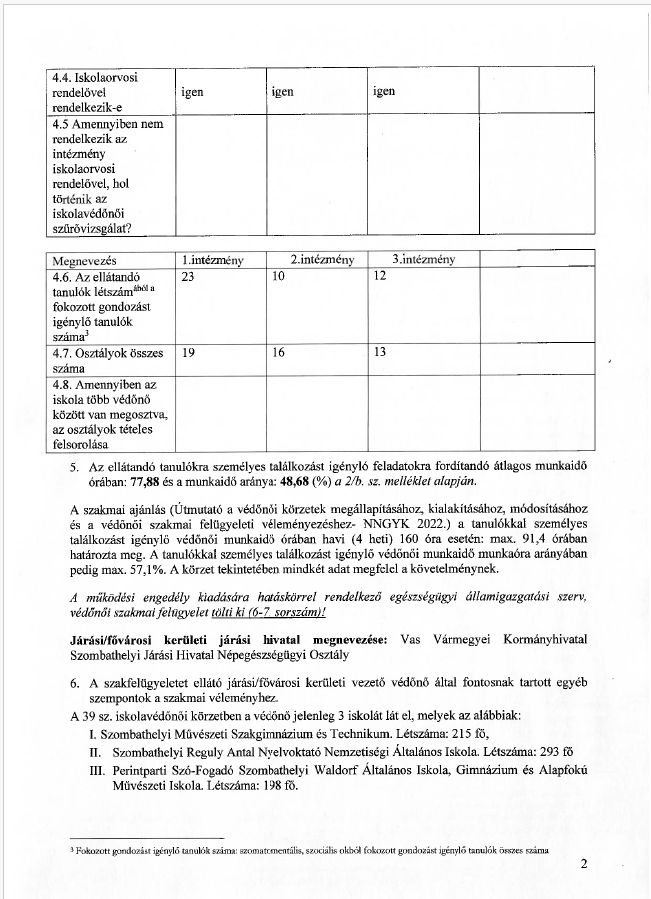 4.4. Iskolaorvosi
rendelővel
rendelkezik-e
igen igen igen
4.5 Amennyiben nem
rendelkezik az
intézmény
iskolaorvosi
rendelővel, hol
történik az
iskolavédőnői
szűrővizsgálat?
Megnevezés 1.intézmény 2.intézmény 3.intézmény
4.6. Az ellátandó 23 10 12
tanulók létszámából a
fokozott gondozást
igénylő tanulók
száma3
4.7. Osztályok összes 19 16 13
száma
4.8. Amennyiben az
iskola több védőnő
között van megosztva,
az osztályok tételes
felsorolása
5. Az ellátandó tanulókra személyes találkozást igénylő feladatokra fordítandó átlagos munkaidő
órában: 77,88 és a munkaidő aránya: 48,68 (%) a 2/b. sz. melléklet alapján.
A szakmai ajánlás (Útmutató a védőnői körzetek megállapításához, kialakításához, módosításához
és a védőnői szakmai felügyeleti véleményezéshez- NNGYK 2022.) a tanulókkal személyes
találkozást igénylő védőnői munkaidő órában havi (4 heti) 160 óra esetén: max. 91,4 órában
határozta meg. A tanulókkal személyes találkozást igénylő védőnői munkaidő munkaóra arányában
pedig max. 57,1%. A körzet tekintetében mindkét adat megfelel a követelménynek.
A működési engedély kiadására hatáskörrel rendelkező egészségügyi államigazgatási szerv,
védőnői szakmai felügyelet tölti ki (6-7. sorszám)!
Járási/fővárosi kerületi járási hivatal megnevezése: Vas Vármegyei Kormányhivatal
Szombathelyi Járási Hivatal Népegészségügyi Osztály
6. A szakfelügyeletet ellátó járási/fővárosi kerületi vezető védőnő által fontosnak tartott egyéb
szempontok a szakmai véleményhez.
A 39 sz. iskolavédőnői körzetben a védőnő jelenleg 3 iskolát lát el, melyek az alábbiak:
I. Szombathelyi Művészeti Szakgimnázium és Technikum. Létszáma: 215 fő,
II. Szombathelyi Reguly Antal Nyelvoktató Nemzetiségi Általános Iskola. Létszáma: 293 fő
III. Perintparti Szó-Fogadó Szombathelyi Waldorf Általános Iskola, Gimnázium és Alapfokú
Művészeti Iskola. Létszáma: 198 fő.
3 Fokozott gondozást igénylő tanulók száma: szomatomentális, szociális okból fokozott gondozást igénylő tanulók összes száma
2